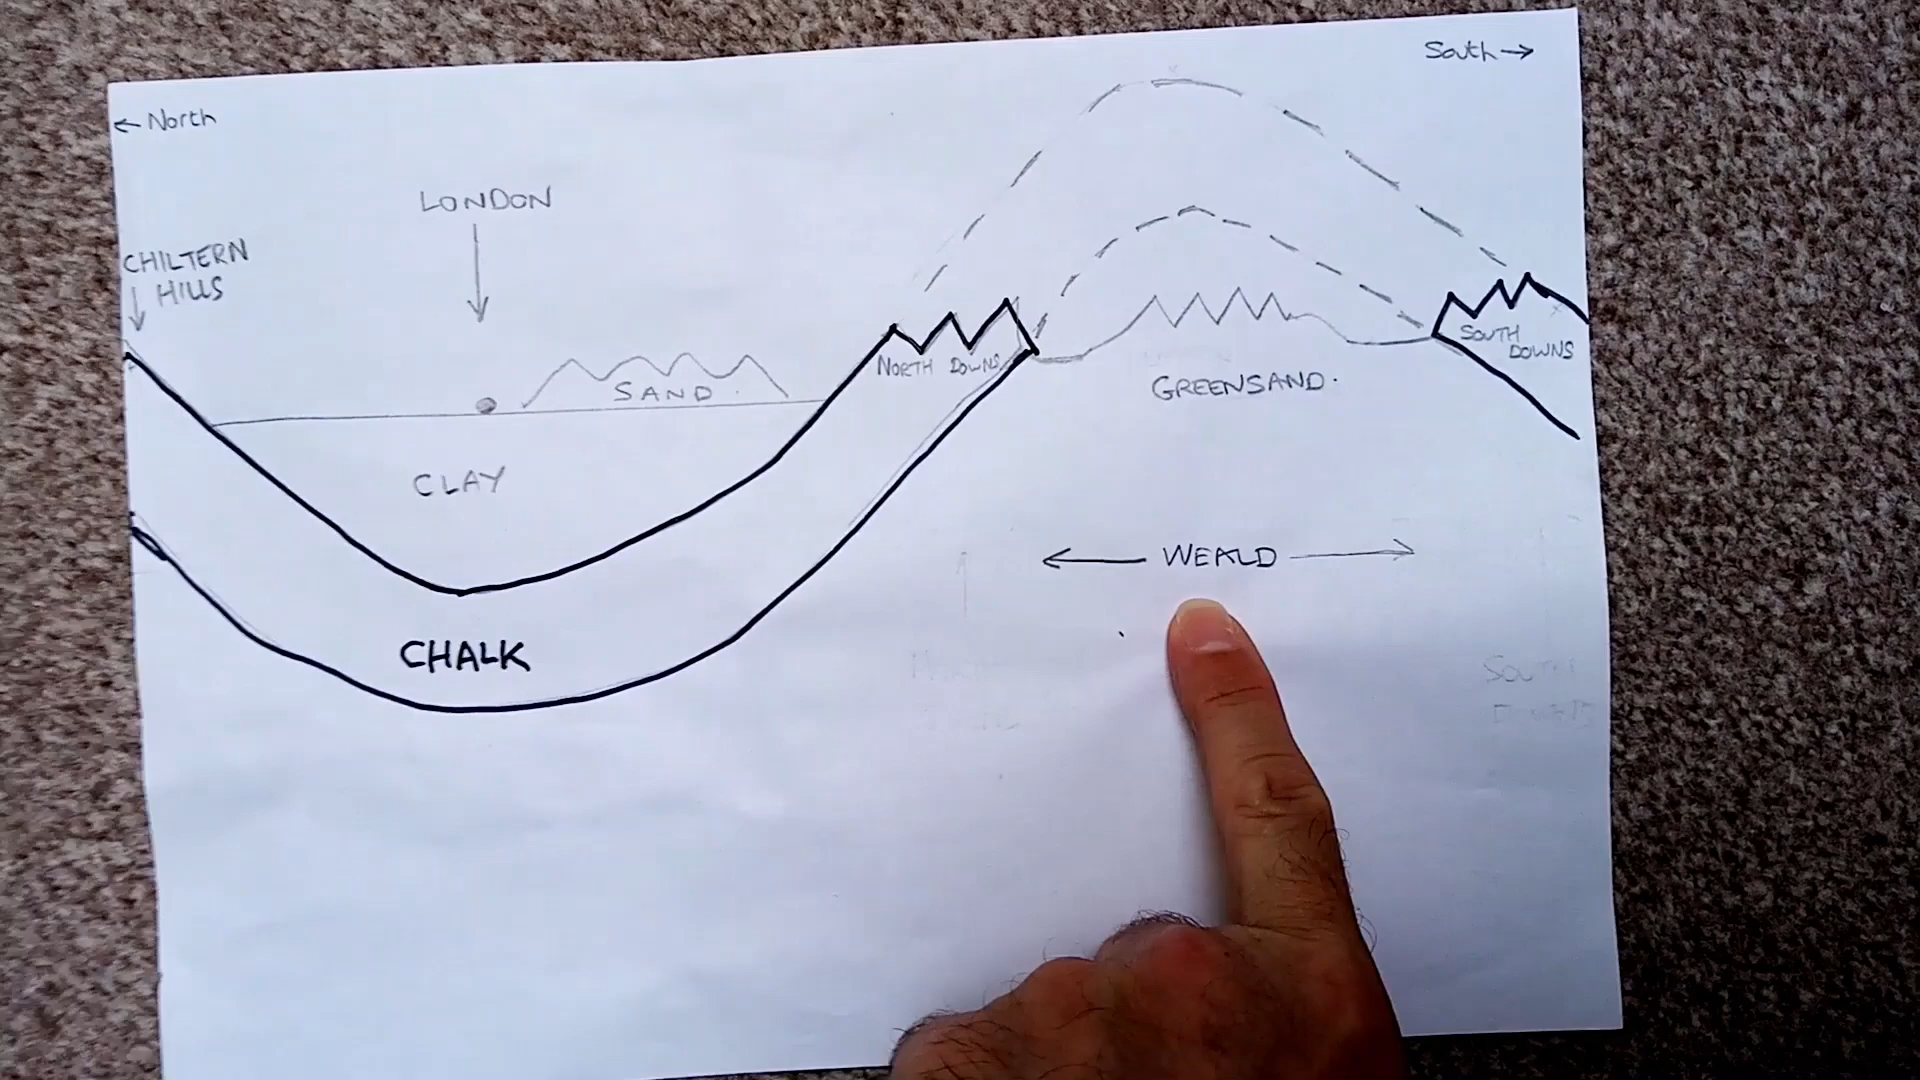 South →
← North
LONDON
CHILTERN
HILLS
SOUTH
DOWNS
NORTH DOWNS
SAND.
GREENSAND.
CLAY
← WEALD →
CHALK